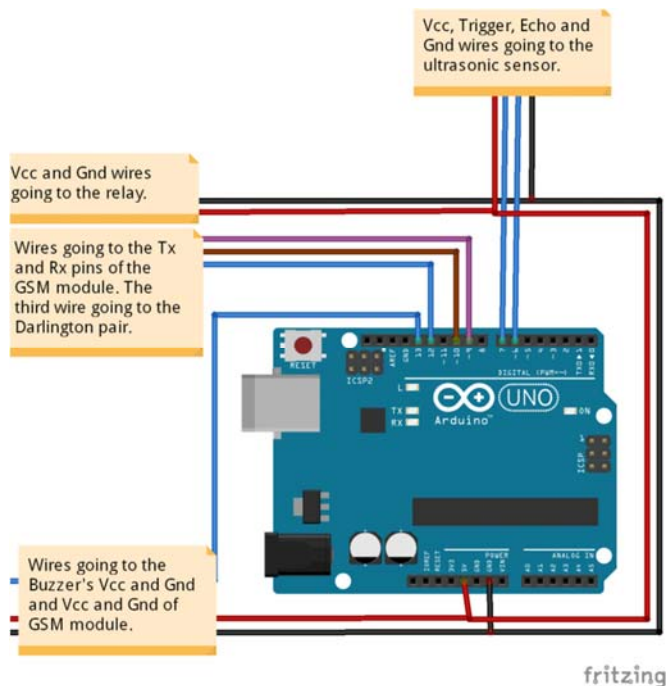 Vcc, Trigger, Echo and
Gnd wires going to the
ultrasonic sensor.
Vcc and Gnd wires
going to the relay.
Wires going to the Tx
and Rx pins of the
GSM module. The
third wire going to the
Darlington pair.
RESET
ICSP2
AREF
GND
13
12
~11
~10
~9
8
7
~6
~5
4
~3
2
TX▸1
RX◂0
DIGITAL (PWM~)
L
TX
RX
UNO
Arduino™
ON
1
ICSP
Wires going to the
Buzzer's Vcc and Gnd
and Vcc and Gnd of
GSM module.
IOREF
RESET
3V3
5V
GND
GND
VIN
POWER
ANALOG IN
A0
A1
A2
A3
A4
A5
fritzing